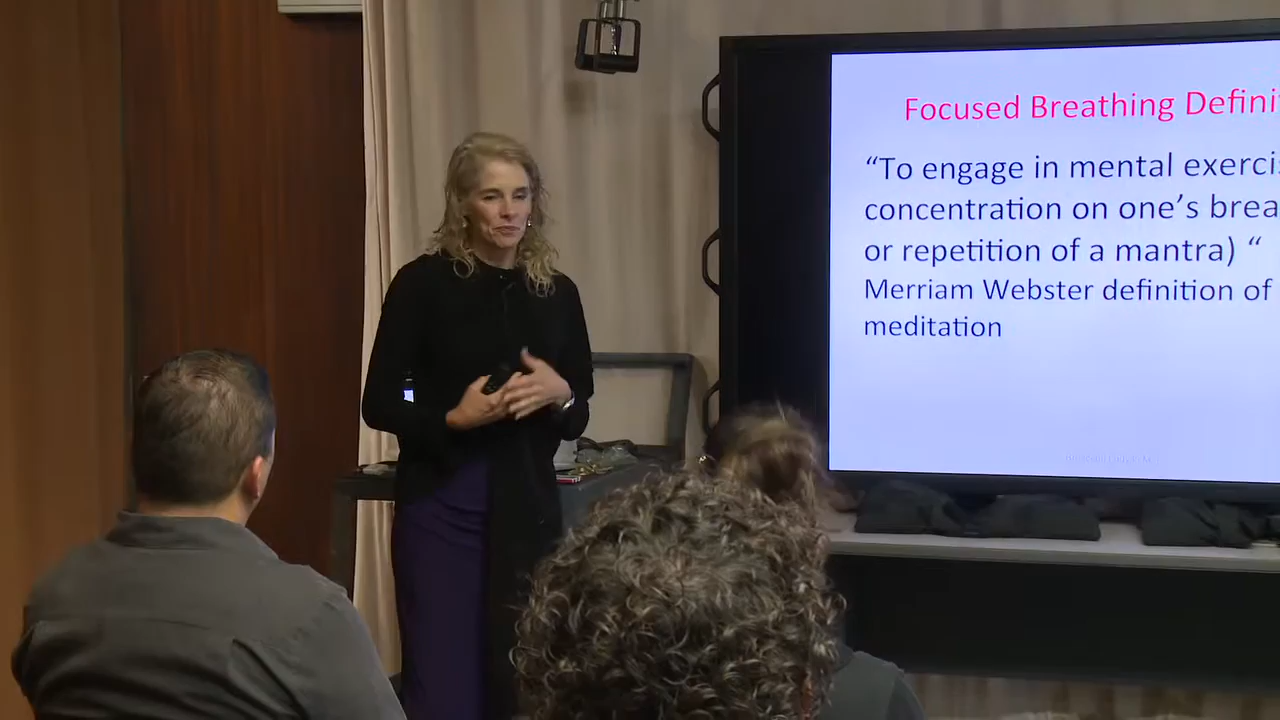 Focused Breathing Defini
“To engage in mental exerci
concentration on one’s brea
or repetition of a mantra) “
Merriam Webster definition of
meditation